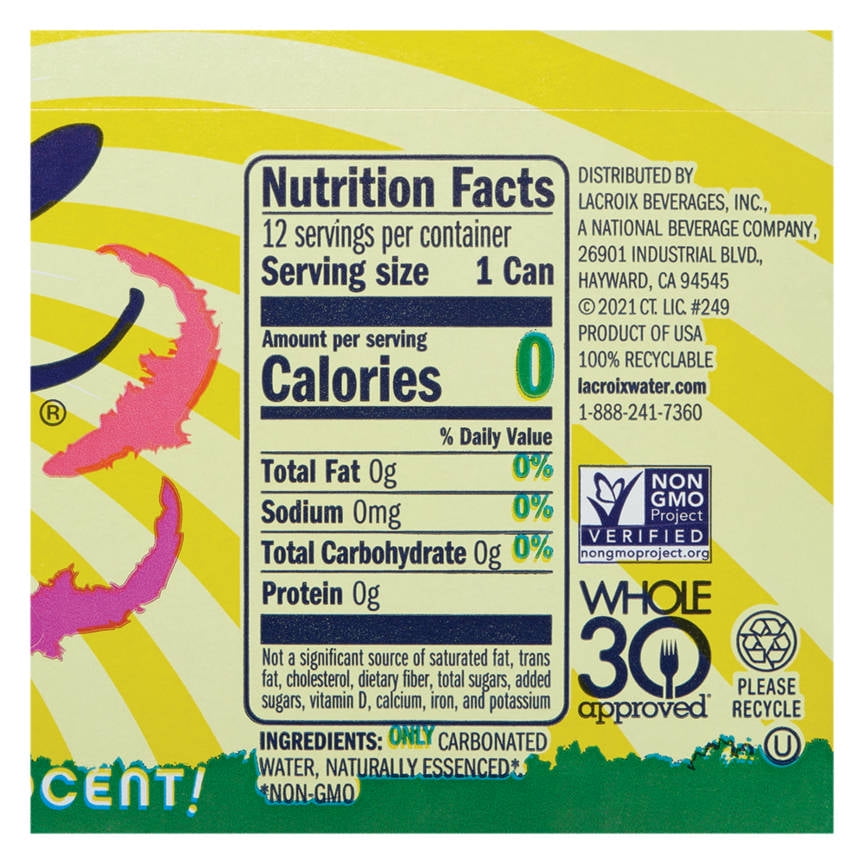 Nutrition Facts
12 servings per container
Serving size 1 Can
Amount per serving
Calories 0
% Daily Value
Total Fat 0g 0%
Sodium 0mg 0%
Total Carbohydrate 0g 0%
Protein 0g
Not a significant source of saturated fat, trans
fat, cholesterol, dietary fiber, total sugars, added
sugars, vitamin D, calcium, iron, and potassium
INGREDIENTS: ONLY CARBONATED
WATER, NATURALLY ESSENCED*.
*NON-GMO
DISTRIBUTED BY
LACROIX BEVERAGES, INC.,
A NATIONAL BEVERAGE COMPANY,
26901 INDUSTRIAL BLVD.,
HAYWARD, CA 94545
© 2021 CT. LIC. #249
PRODUCT OF USA
100% RECYCLABLE
lacroixwater.com
1-888-241-7360
NON
GMO
Project
VERIFIED
nongmoproject.org
WHOLE
30
approved
PLEASE
RECYCLE
U
®
CENT!